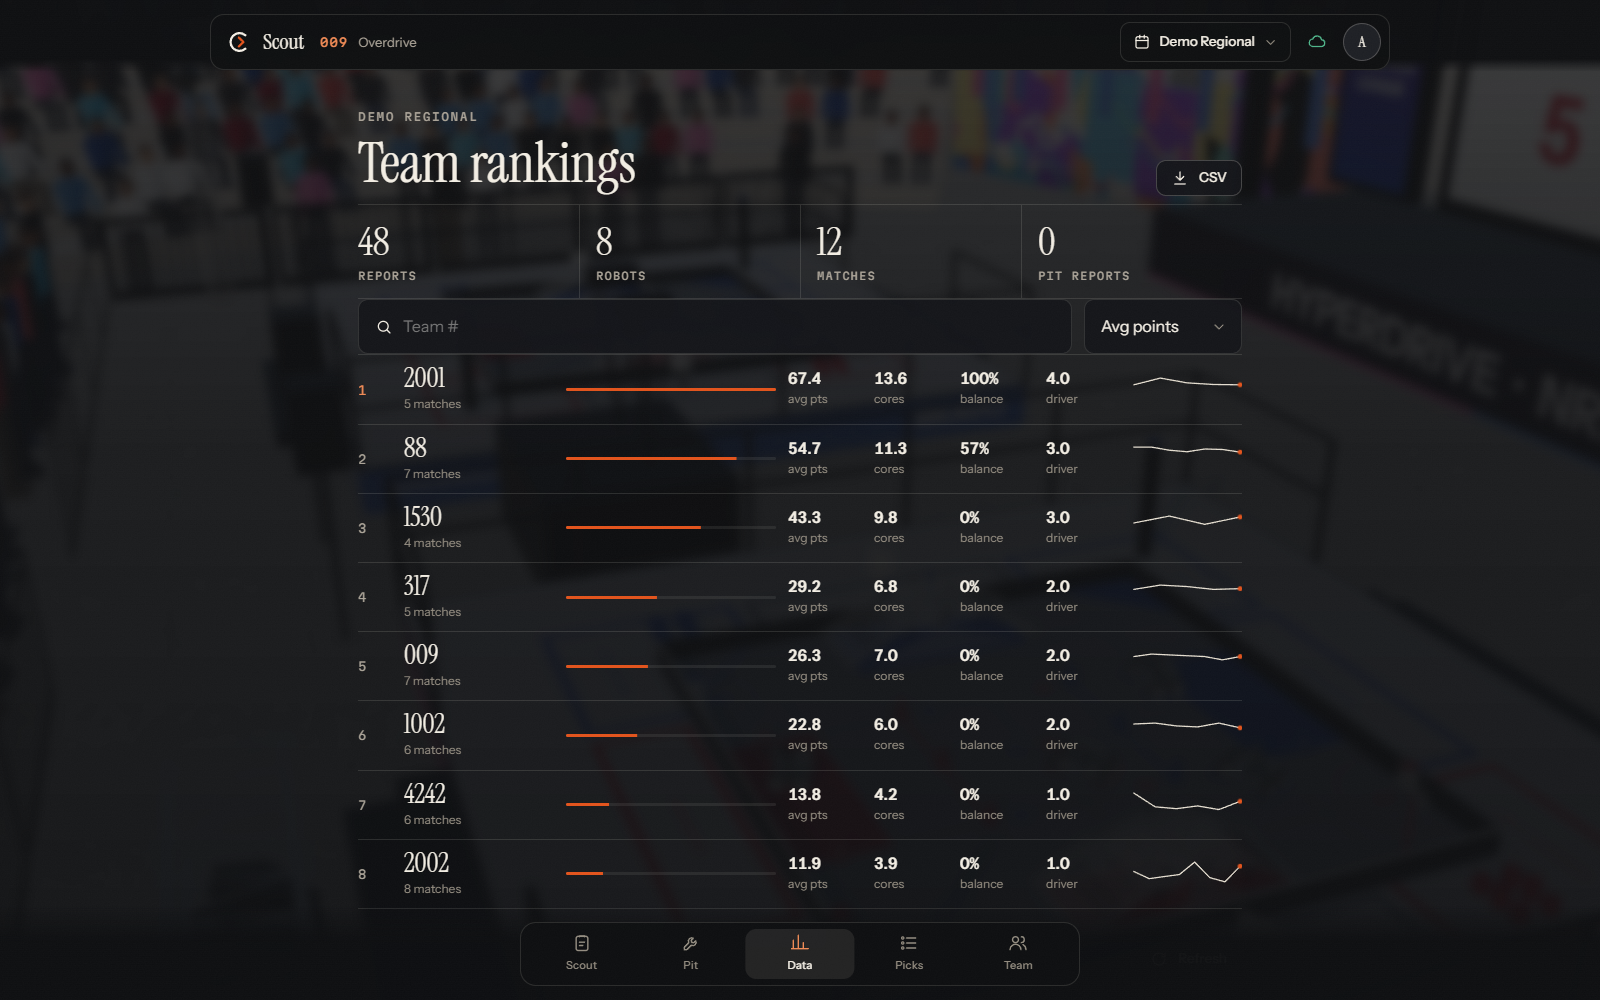 Scout 009 Overdrive
Demo Regional
A
DEMO REGIONAL
Team rankings
CSV
48
REPORTS
8
ROBOTS
12
MATCHES
0
PIT REPORTS
Team #
Avg points
1 2001 67.4 13.6 100% 4.0
5 matches avg pts cores balance driver
2 88 54.7 11.3 57% 3.0
7 matches avg pts cores balance driver
3 1530 43.3 9.8 0% 3.0
4 matches avg pts cores balance driver
4 317 29.2 6.8 0% 2.0
5 matches avg pts cores balance driver
5 009 26.3 7.0 0% 2.0
7 matches avg pts cores balance driver
6 1002 22.8 6.0 0% 2.0
6 matches avg pts cores balance driver
7 4242 13.8 4.2 0% 1.0
6 matches avg pts cores balance driver
8 2002 11.9 3.9 0% 1.0
8 matches avg pts cores balance driver
Scout
Pit
Data
Picks
Team
5
HYPERDRIVE · NR